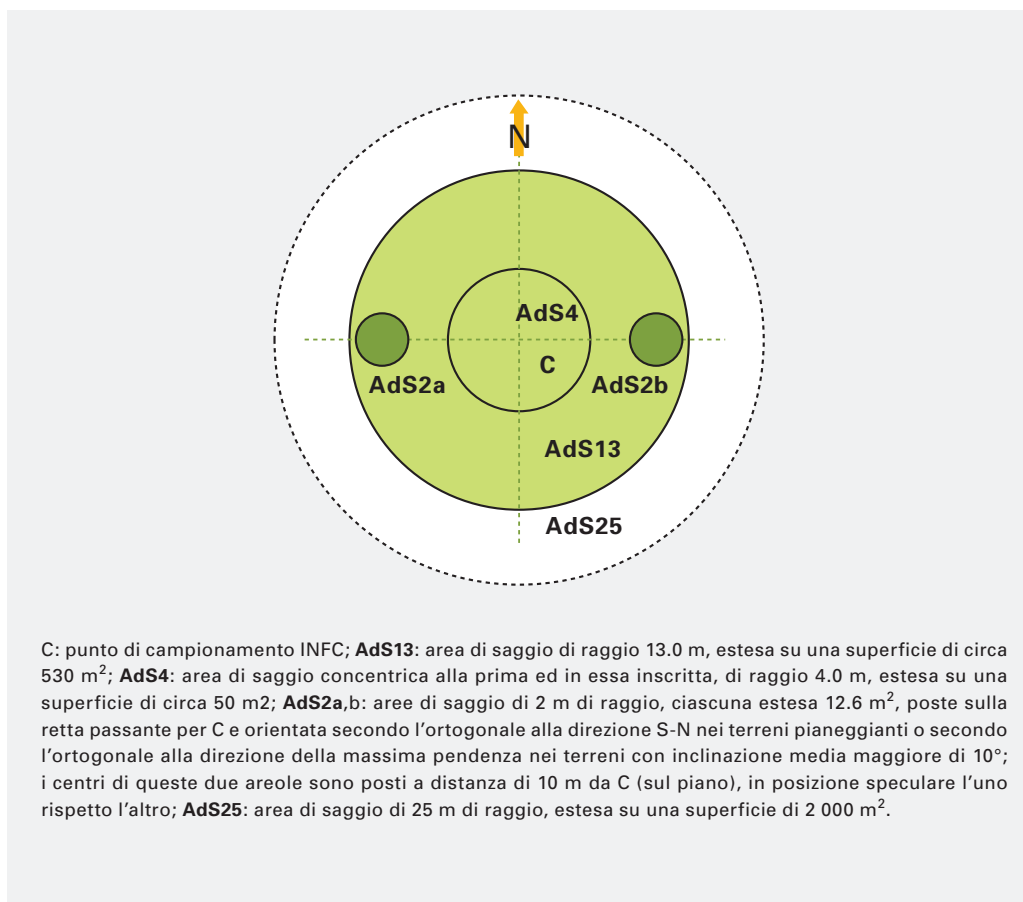 N
AdS4
C
AdS2a
AdS2b
AdS13
AdS25
C: punto di campionamento INFC; AdS13: area di saggio di raggio 13.0 m, estesa su una superficie di circa
530 m²; AdS4: area di saggio concentrica alla prima ed in essa inscritta, di raggio 4.0 m, estesa su una
superficie di circa 50 m2; AdS2a,b: aree di saggio di 2 m di raggio, ciascuna estesa 12.6 m², poste sulla
retta passante per C e orientata secondo l’ortogonale alla direzione S-N nei terreni pianeggianti o secondo
l’ortogonale alla direzione della massima pendenza nei terreni con inclinazione media maggiore di 10°;
i centri di queste due areole sono posti a distanza di 10 m da C (sul piano), in posizione speculare l’uno
rispetto l’altro; AdS25: area di saggio di 25 m di raggio, estesa su una superficie di 2 000 m².